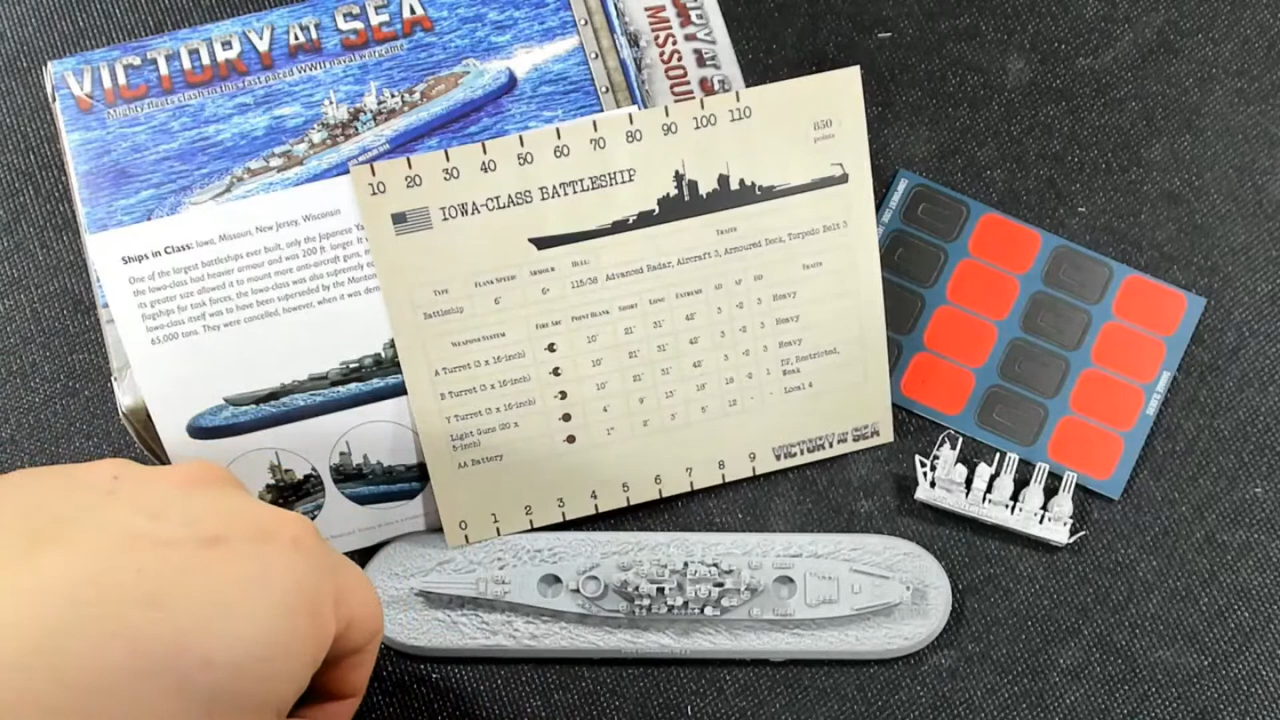 VICTORY AT SEA
Mighty fleets clash in this fast paced WWII naval wargame
MISSOU
Ships in Class: Iowa, Missouri, New Jersey, Wisconsin
One of the largest battleships ever built, only the Japanese Ya
the Iowa-class had heavier armour and was 200 ft. longer. It
its greater size allowed it to mount more anti-aircraft guns,
flagships for task forces, the Iowa-class was also supremely
Iowa-class itself was to have been superseded by the Montan
65,000 tons. They were cancelled, however, when it was dem
10 20 30 40 50 60 70 80 90 100 110
850
points
IOWA-CLASS BATTLESHIP
TYPE FLANK SPEED ARMOUR HULL TRAITS
Battleship 6" 6+ 115/38 Advanced Radar, Aircraft 3, Armoured Deck, Torpedo Belt 3
WEAPONS SYSTEM FIRE ARC POINT BLANK SHORT LONG EXTREME AD AP DD TRAITS
A Turret (3 x 16-inch) 10" 21" 31" 42" 3 +2 3 Heavy
B Turret (3 x 16-inch) 10" 21" 31" 42" 3 +2 3 Heavy
Y Turret (3 x 16-inch) 10" 21" 31" 42" 3 +2 3 Heavy
Light Guns (20 x 5-inch) 4" 9" 13" 18" 18 -2 1 DP, Restricted, Weak
AA Battery 1" 2" 3" 5" 12 - - Local 4
VICTORY AT SEA
0 1 2 3 4 5 6 7 8 9